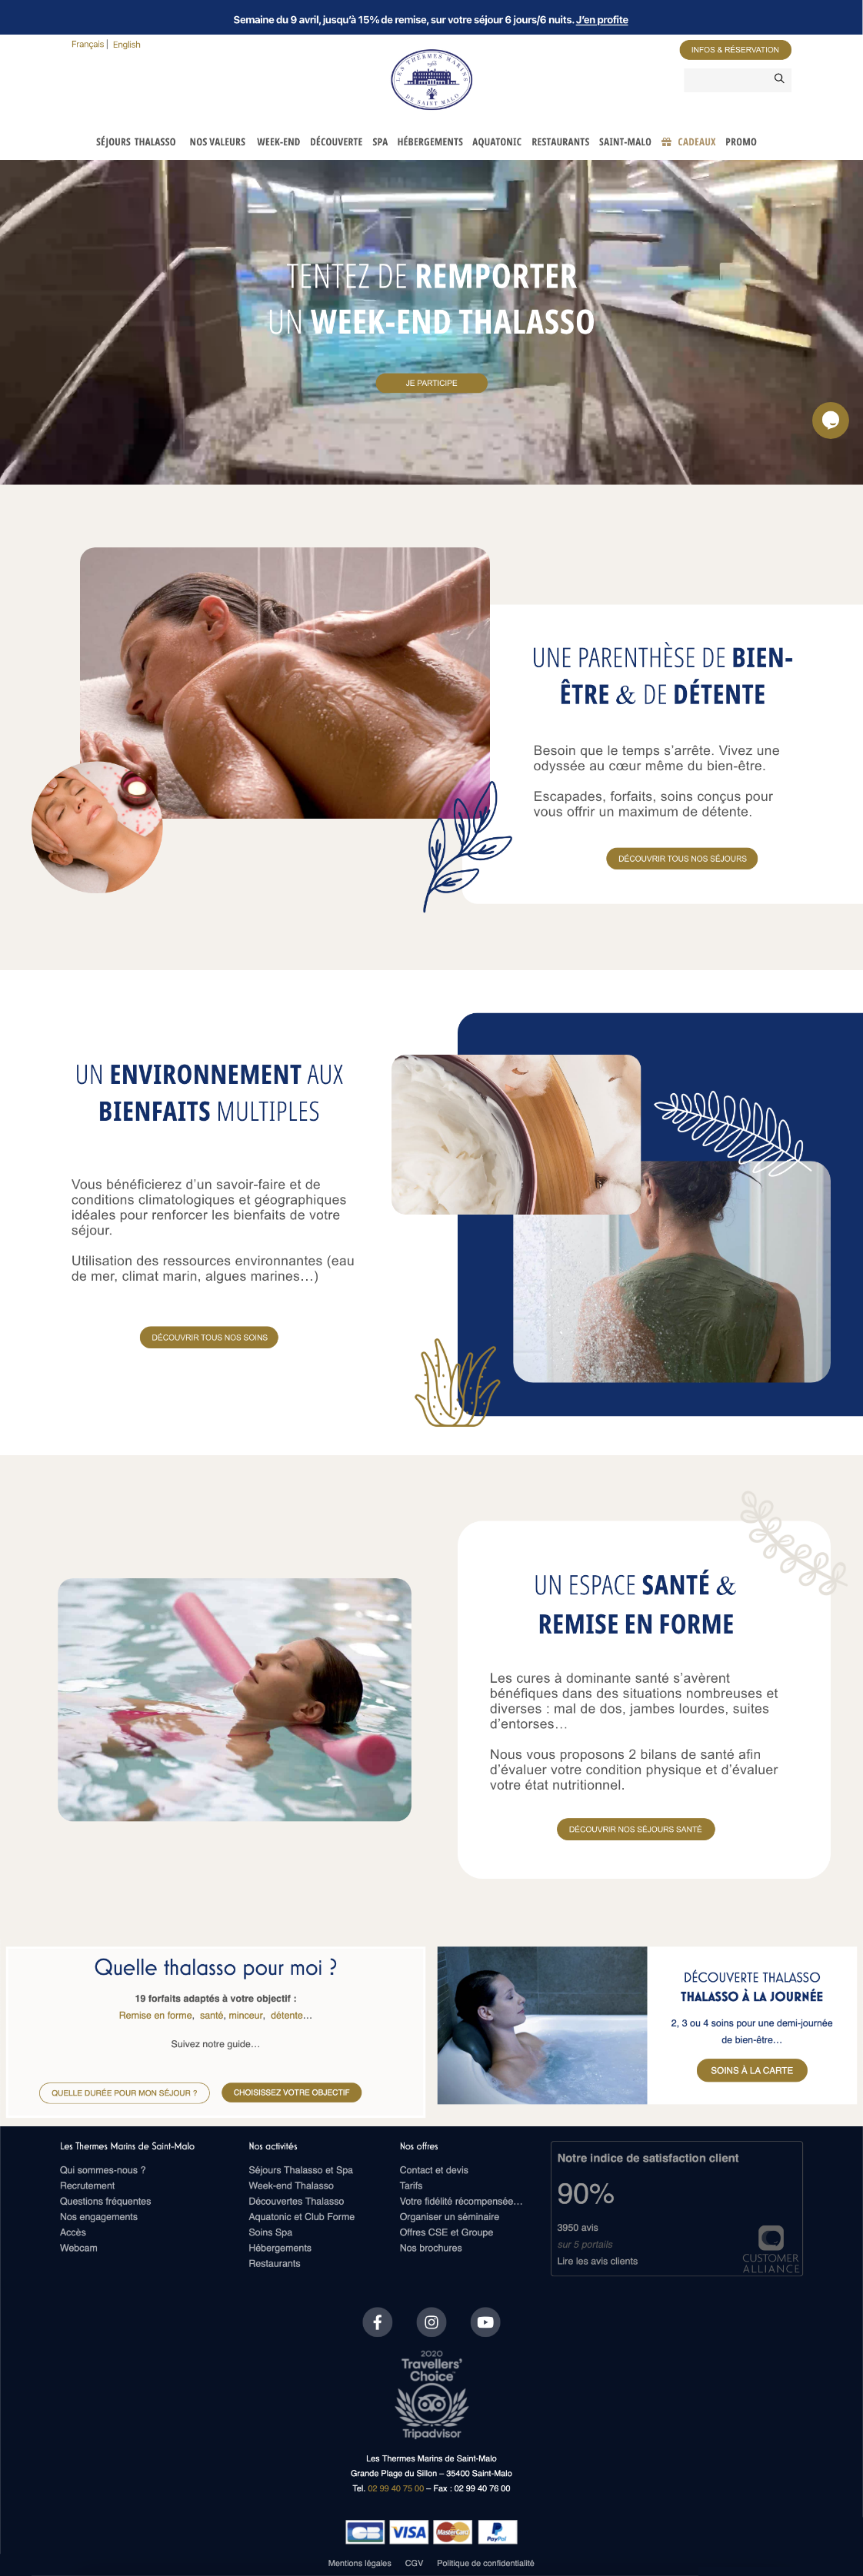 Semaine du 9 avril, jusqu'à 15% de remise, sur votre séjour 6 jours/6 nuits. J'en profite
Français | English
INFOS & RÉSERVATION
LES THERMES MARINS
DE SAINT MALO
SÉJOURS THALASSO NOS VALEURS WEEK-END DÉCOUVERTE SPA HÉBERGEMENTS AQUATONIC RESTAURANTS SAINT-MALO CADEAUX PROMO
TENTEZ DE REMPORTER
UN WEEK-END THALASSO
JE PARTICIPE
UNE PARENTHÈSE DE BIEN-
ÊTRE & DE DÉTENTE
Besoin que le temps s'arrête. Vivez une
odyssée au cœur même du bien-être.
Escapades, forfaits, soins conçus pour
vous offrir un maximum de détente.
DÉCOUVRIR TOUS NOS SÉJOURS
UN ENVIRONNEMENT AUX
BIENFAITS MULTIPLES
Vous bénéficierez d'un savoir-faire et de
conditions climatologiques et géographiques
idéales pour renforcer les bienfaits de votre
séjour.
Utilisation des ressources environnantes (eau
de mer, climat marin, algues marines…)
DÉCOUVRIR TOUS NOS SOINS
UN ESPACE SANTÉ &
REMISE EN FORME
Les cures à dominante santé s'avèrent
bénéfiques dans des situations nombreuses et
diverses : mal de dos, jambes lourdes, suites
d'entorses…
Nous vous proposons 2 bilans de santé afin
d'évaluer votre condition physique et d'évaluer
votre état nutritionnel.
DÉCOUVRIR NOS SÉJOURS SANTÉ
Quelle thalasso pour moi ?
19 forfaits adaptés à votre objectif :
Remise en forme, santé, minceur, détente…
Suivez notre guide…
QUELLE DURÉE POUR MON SÉJOUR ?
CHOISISSEZ VOTRE OBJECTIF
DÉCOUVERTE THALASSO
THALASSO À LA JOURNÉE
2, 3 ou 4 soins pour une demi-journée
de bien-être…
SOINS À LA CARTE
Les Thermes Marins de Saint-Malo
Qui sommes-nous ?
Recrutement
Questions fréquentes
Nos engagements
Accès
Webcam
Nos activités
Séjours Thalasso et Spa
Week-end Thalasso
Découvertes Thalasso
Aquatonic et Club Forme
Soins Spa
Hébergements
Restaurants
Nos offres
Contact et devis
Tarifs
Votre fidélité récompensée…
Organiser un séminaire
Offres CSE et Groupe
Nos brochures
Notre indice de satisfaction client
90%
3950 avis
sur 5 portails
Lire les avis clients
CUSTOMER
ALLIANCE
2020
Travellers'
Choice
Tripadvisor
Les Thermes Marins de Saint-Malo
Grande Plage du Sillon – 35400 Saint-Malo
Tel. 02 99 40 75 00 – Fax : 02 99 40 76 00
CB VISA MasterCard PayPal
Mentions légales CGV Politique de confidentialité